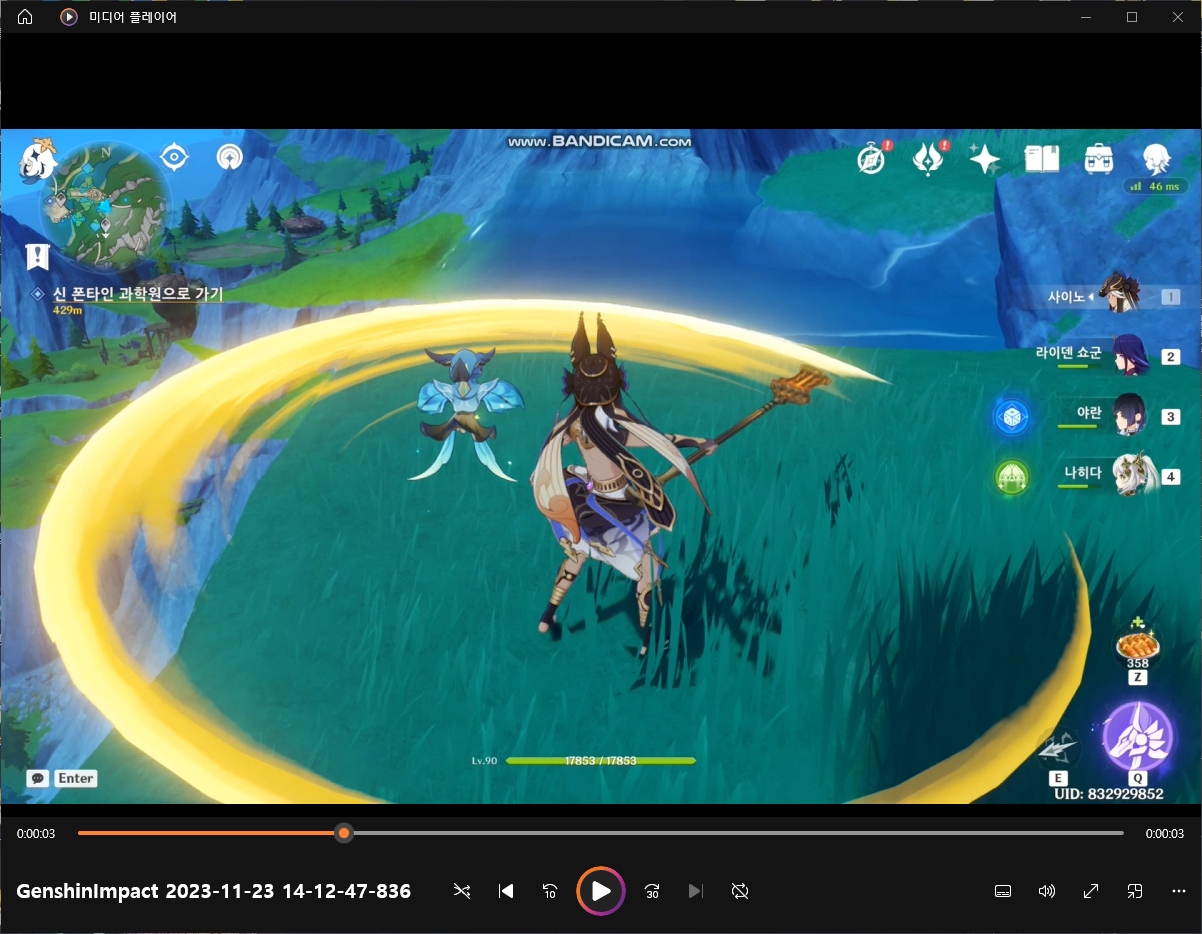 미디어 플레이어
www.BANDICAM.com
N
46 ms
신 폰타인 과학원으로 가기
429m
사이노 1
라이덴 쇼군 2
야란 3
나히다 4
358
Z
Lv.90 17853 / 17853
Enter
E Q
UID: 832929852
0:00:03 0:00:03
GenshinImpact 2023-11-23 14-12-47-836
10 30